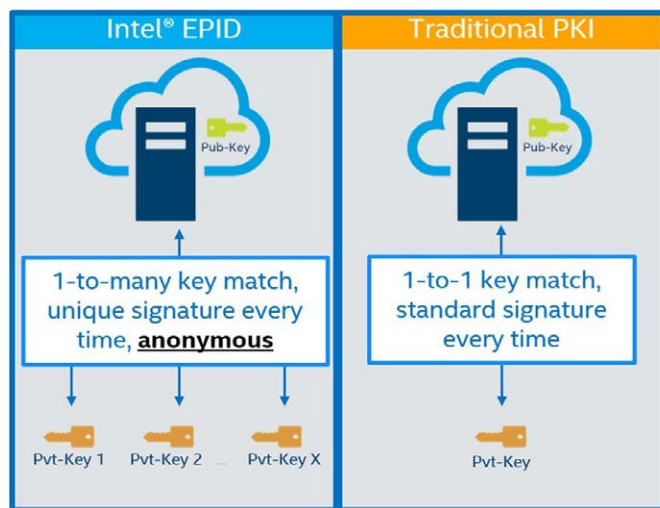 Intel® EPID
Pub-Key
1-to-many key match,
unique signature every
time, anonymous
Pvt-Key 1
Pvt-Key 2
...
Pvt-Key X
Traditional PKI
Pub-Key
1-to-1 key match,
standard signature
every time
Pvt-Key